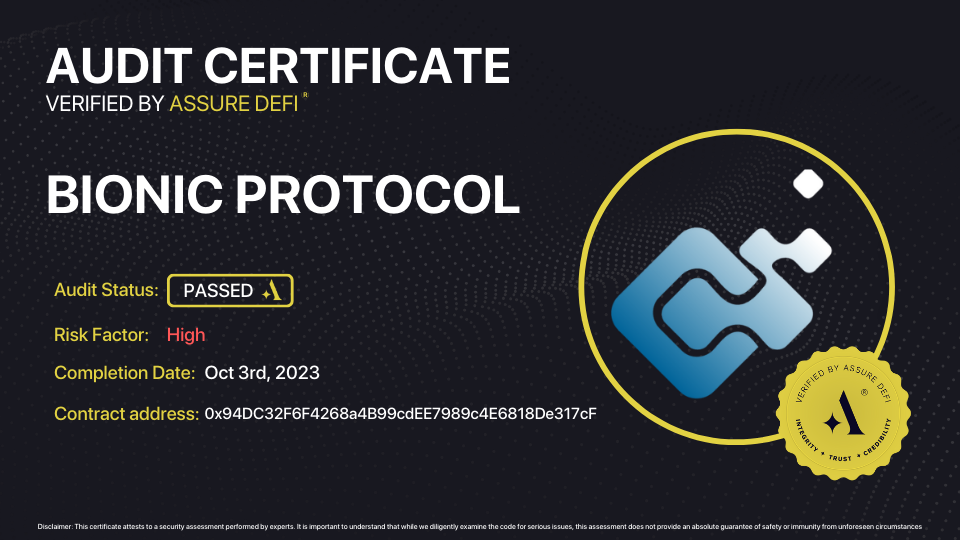 AUDIT CERTIFICATE
VERIFIED BY ASSURE DEFI ®
BIONIC PROTOCOL
Audit Status: PASSED
Risk Factor: High
Completion Date: Oct 3rd, 2023
Contract address: 0x94DC32F6F4268a4B99cdEE7989c4E6818De317cF
VERIFIED BY ASSURE DEFI
®
INTEGRITY ✦ TRUST ✦ CREDIBILITY
Disclaimer: This certificate attests to a security assessment performed by experts. It is important to understand that while we diligently examine the code for serious issues, this assessment does not provide an absolute guarantee of safety or immunity from unforeseen circumstances